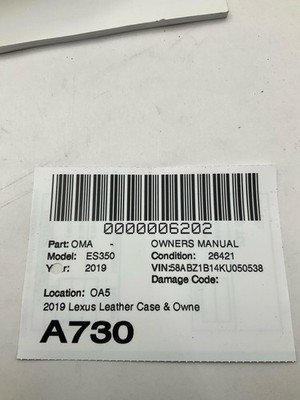 0000006202
Part: OMA - OWNERS MANUAL
Model: ES350 Condition: 26421
Year: 2019 VIN:58ABZ1B14KU050538
Damage Code:
Location: OA5
2019 Lexus Leather Case & Owne
A730